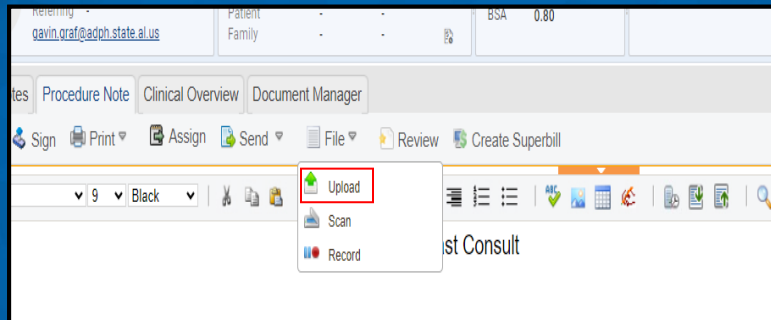 Referring - Patient - - BSA 0.80
gavin.graf@adph.state.al.us Family - -
tes Procedure Note Clinical Overview Document Manager
Sign Print Assign Send File Review Create Superbill
9 Black ABC
Upload
Scan
st Consult
Record